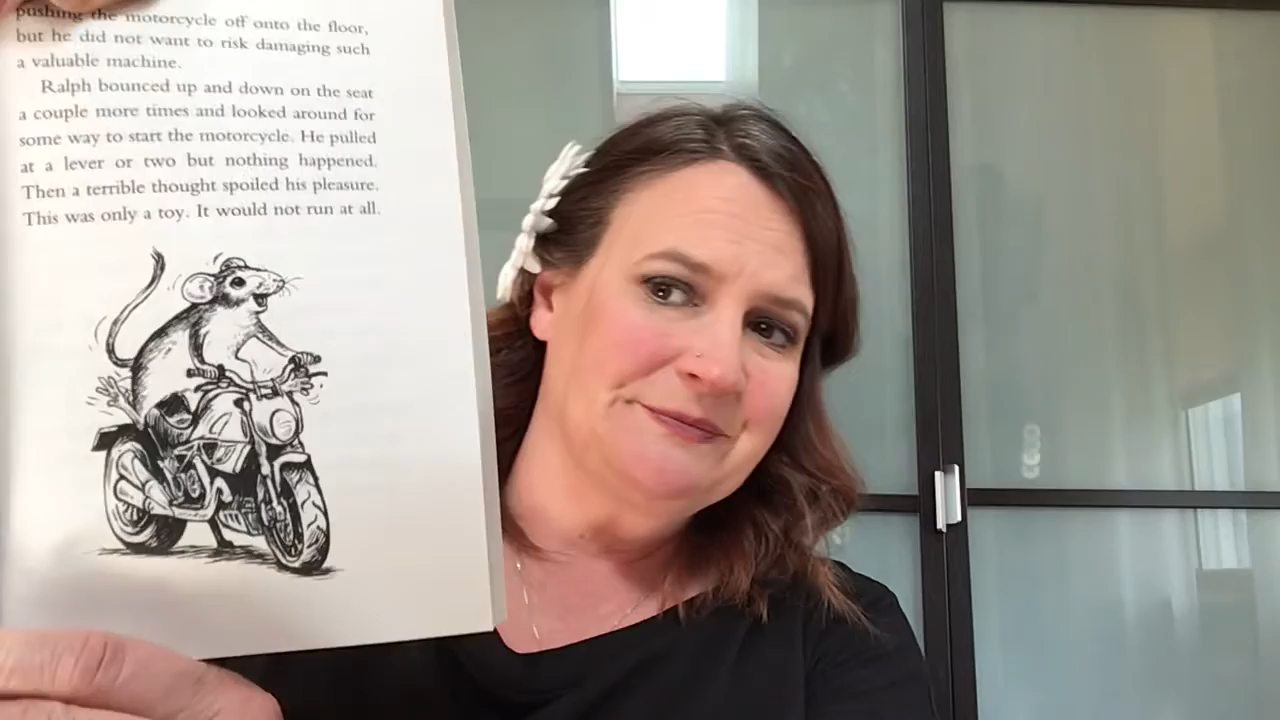 pushing the motorcycle off onto the floor,
but he did not want to risk damaging such
a valuable machine.
Ralph bounced up and down on the seat
a couple more times and looked around for
some way to start the motorcycle. He pulled
at a lever or two but nothing happened.
Then a terrible thought spoiled his pleasure.
This was only a toy. It would not run at all.